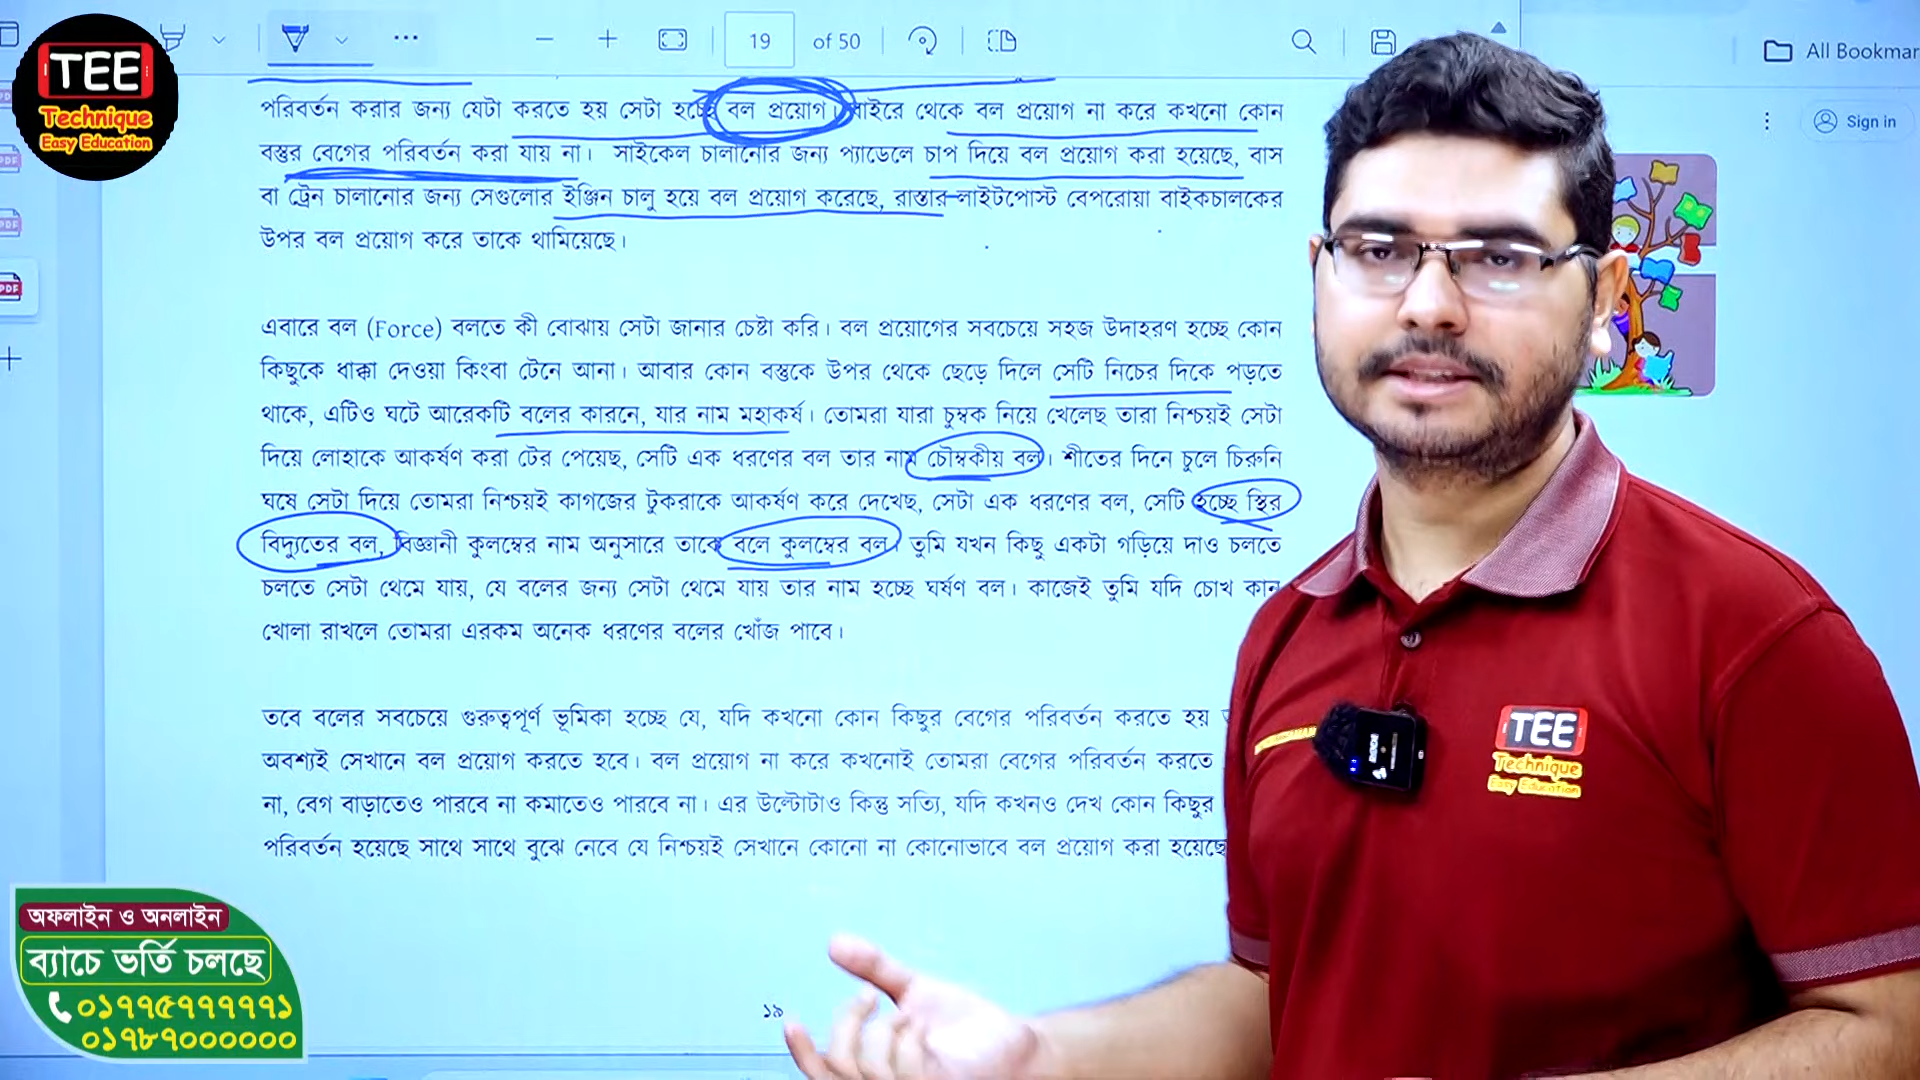 TEE
Technique
Easy Education
19
of 50
All Bookmar
Sign in
পরিবর্তন করার জন্য যেটা করতে হয় সেটা হচ্ছে বল প্রয়োগ। বাইরে থেকে বল প্রয়োগ না করে কখনো কোন
বস্তুর বেগের পরিবর্তন করা যায় না। সাইকেল চালানোর জন্য প্যাডেলে চাপ দিয়ে বল প্রয়োগ করা হয়েছে, বাস
বা ট্রেন চালানোর জন্য সেগুলোর ইঞ্জিন চালু হয়ে বল প্রয়োগ করেছে, রাস্তার লাইটপোস্ট বেপরোয়া বাইকচালকের
উপর বল প্রয়োগ করে তাকে থামিয়েছে।
এবারে বল (Force) বলতে কী বোঝায় সেটা জানার চেষ্টা করি। বল প্রয়োগের সবচেয়ে সহজ উদাহরণ হচ্ছে কোন
কিছুকে ধাক্কা দেওয়া কিংবা টেনে আনা। আবার কোন বস্তুকে উপর থেকে ছেড়ে দিলে সেটি নিচের দিকে পড়তে
থাকে, এটিও ঘটে আরেকটি বলের কারনে, যার নাম মহাকর্ষ। তোমরা যারা চুম্বক নিয়ে খেলেছ তারা নিশ্চয়ই সেটা
দিয়ে লোহাকে আকর্ষণ করা টের পেয়েছ, সেটি এক ধরণের বল তার নাম চৌম্বকীয় বল। শীতের দিনে চুলে চিরুনি
ঘষে সেটা দিয়ে তোমরা নিশ্চয়ই কাগজের টুকরাকে আকর্ষণ করে দেখেছ, সেটা এক ধরণের বল, সেটি হচ্ছে স্থির
বিদ্যুতের বল, বিজ্ঞানী কুলম্বের নাম অনুসারে তাকে বলে কুলম্বের বল। তুমি যখন কিছু একটা গড়িয়ে দাও চলতে
চলতে সেটা থেমে যায়, যে বলের জন্য সেটা থেমে যায় তার নাম হচ্ছে ঘর্ষণ বল। কাজেই তুমি যদি চোখ কান
খোলা রাখলে তোমরা এরকম অনেক ধরণের বলের খোঁজ পাবে।
তবে বলের সবচেয়ে গুরুত্বপূর্ণ ভূমিকা হচ্ছে যে, যদি কখনো কোন কিছুর বেগের পরিবর্তন করতে হয়
অবশ্যই সেখানে বল প্রয়োগ করতে হবে। বল প্রয়োগ না করে কখনোই তোমরা বেগের পরিবর্তন করতে
না, বেগ বাড়াতেও পারবে না কমাতেও পারবে না। এর উল্টোটাও কিন্তু সত্যি, যদি কখনও দেখ কোন কিছুর
পরিবর্তন হয়েছে সাথে সাথে বুঝে নেবে যে নিশ্চয়ই সেখানে কোনো না কোনোভাবে বল প্রয়োগ করা হয়েছে
১৯
TEE
Technique
Easy Education
অফলাইন ও অনলাইন
ব্যাচে ভর্তি চলছে
০১৭৭৫৭৭৭৭৭১
০১৭৮৭০০০০০০